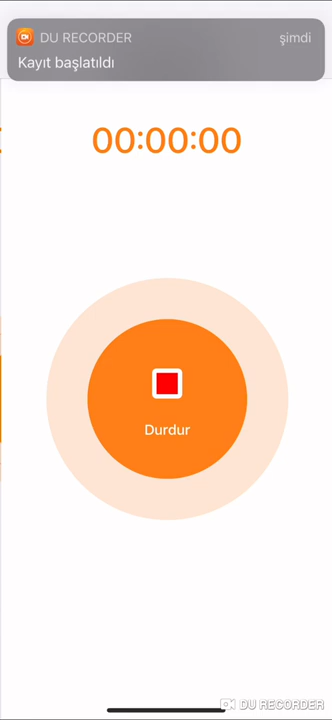 DU RECORDER şimdi
Kayıt başlatıldı
00:00:00
Durdur
DU RECORDER